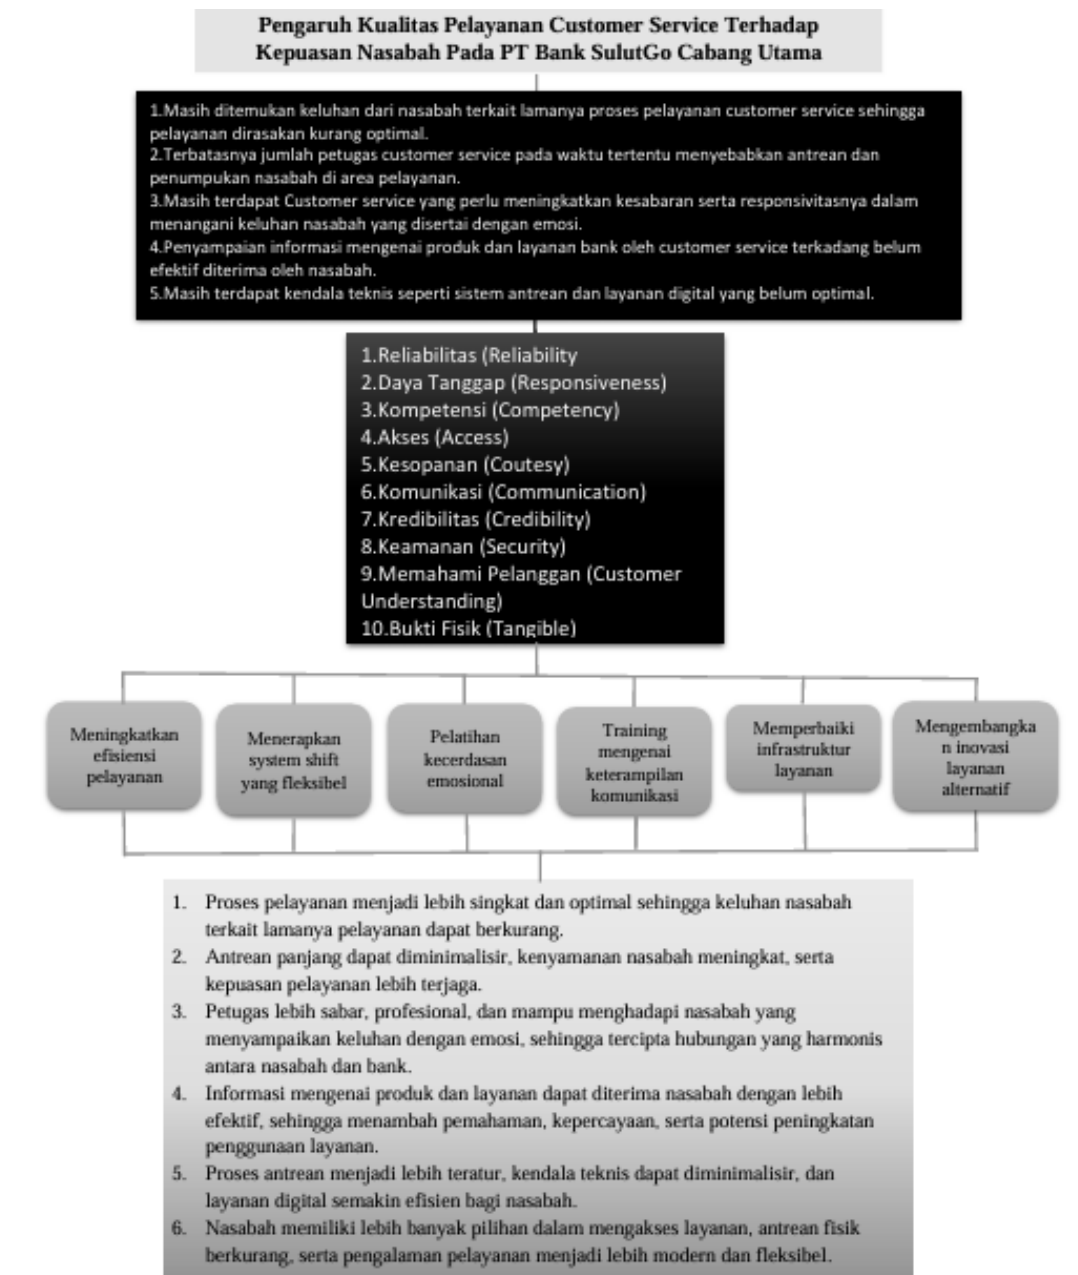 Pengaruh Kualitas Pelayanan Customer Service Terhadap
Kepuasan Nasabah Pada PT Bank SulutGo Cabang Utama
1.Masih ditemukan keluhan dari nasabah terkait lamanya proses pelayanan customer service sehingga
pelayanan dirasakan kurang optimal.
2.Terbatasnya jumlah petugas customer service pada waktu tertentu menyebabkan antrean dan
penumpukan nasabah di area pelayanan.
3.Masih terdapat Customer service yang perlu meningkatkan kesabaran serta responsivitasnya dalam
menangani keluhan nasabah yang disertai dengan emosi.
4.Penyampaian informasi mengenai produk dan layanan bank oleh customer service terkadang belum
efektif diterima oleh nasabah.
5.Masih terdapat kendala teknis seperti sistem antrean dan layanan digital yang belum optimal.
1.Reliabilitas (Reliability
2.Daya Tanggap (Responsiveness)
3.Kompetensi (Competency)
4.Akses (Access)
5.Kesopanan (Coutesy)
6.Komunikasi (Communication)
7.Kredibilitas (Credibility)
8.Keamanan (Security)
9.Memahami Pelanggan (Customer
Understanding)
10.Bukti Fisik (Tangible)
Meningkatkan
efisiensi
pelayanan
Menerapkan
system shift
yang fleksibel
Pelatihan
kecerdasan
emosional
Training
mengenai
keterampilan
komunikasi
Memperbaiki
infrastruktur
layanan
Mengembangka
n inovasi
layanan
alternatif
1. Proses pelayanan menjadi lebih singkat dan optimal sehingga keluhan nasabah
terkait lamanya pelayanan dapat berkurang.
2. Antrean panjang dapat diminimalisir, kenyamanan nasabah meningkat, serta
kepuasan pelayanan lebih terjaga.
3. Petugas lebih sabar, profesional, dan mampu menghadapi nasabah yang
menyampaikan keluhan dengan emosi, sehingga tercipta hubungan yang harmonis
antara nasabah dan bank.
4. Informasi mengenai produk dan layanan dapat diterima nasabah dengan lebih
efektif, sehingga menambah pemahaman, kepercayaan, serta potensi peningkatan
penggunaan layanan.
5. Proses antrean menjadi lebih teratur, kendala teknis dapat diminimalisir, dan
layanan digital semakin efisien bagi nasabah.
6. Nasabah memiliki lebih banyak pilihan dalam mengakses layanan, antrean fisik
berkurang, serta pengalaman pelayanan menjadi lebih modern dan fleksibel.